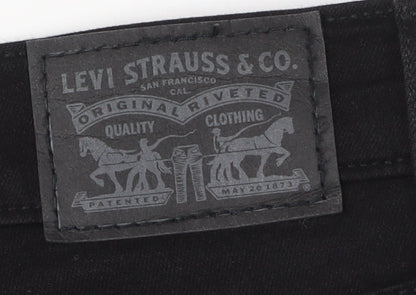 LEVI STRAUSS & CO.
SAN FRANCISCO
CAL.
ORIGINAL RIVETED
QUALITY CLOTHING
PATENTED MAY 20 1873